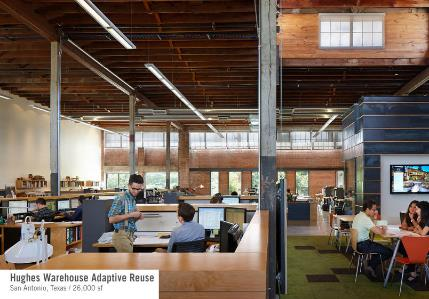 Hughes Warehouse Adaptive Reuse
San Antonio, Texas / 26,000 sf